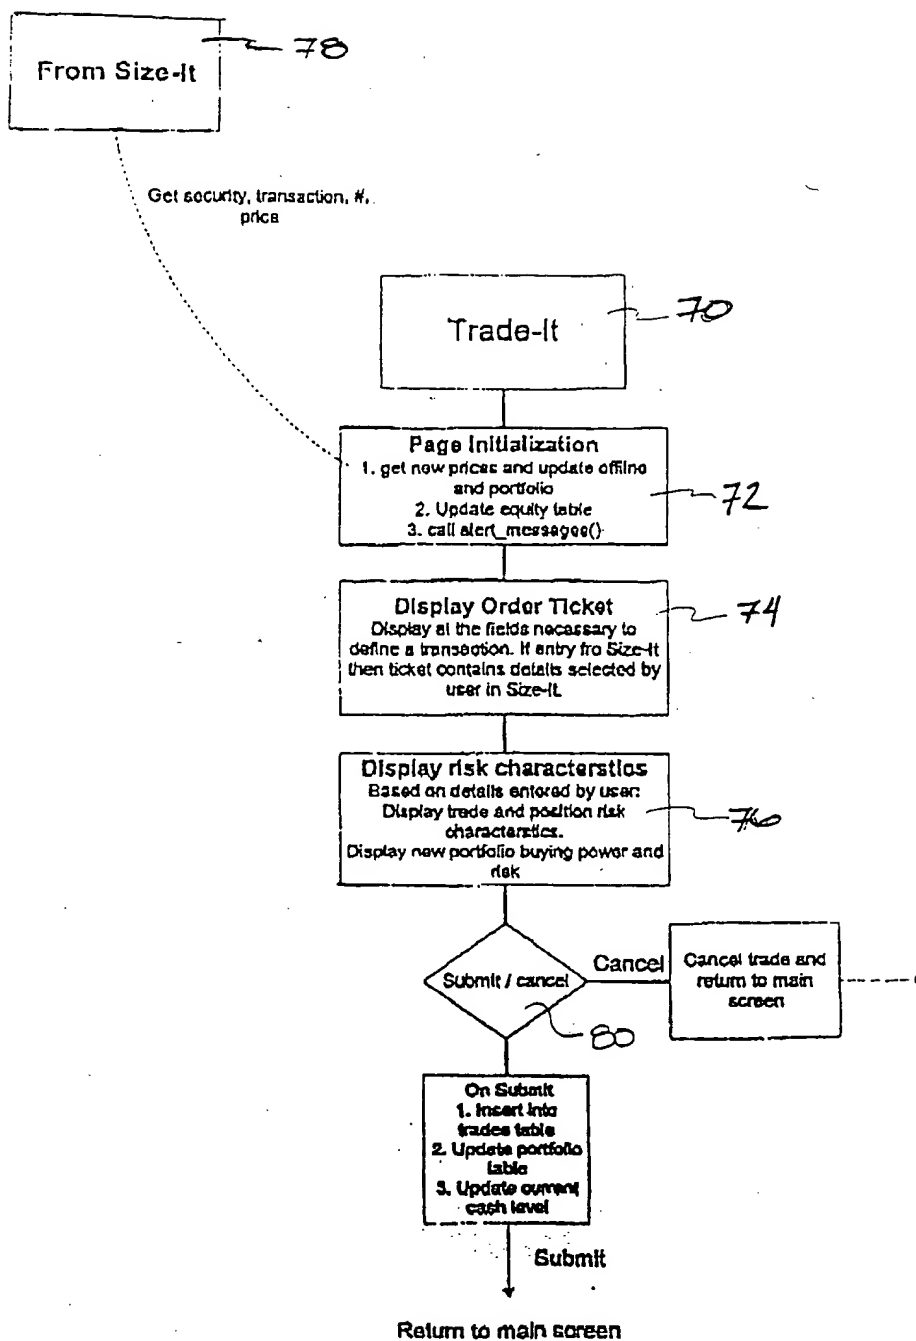 From Size-It
78
Get security, transaction, #,
price
Trade-It
70
Page Initialization
1. get new prices and update offline
and portfolio
2. Update equity table
3. call alert_messages()
72
Display Order Ticket
Display al the fields necessary to
define a transaction. If entry fro Size-It
then ticket contains details selected by
user in Size-It.
74
Display risk characterstics
Based on details entered by user:
Display trade and position risk
characterstics.
Display new portfolio buying power and
risk
76
Submit / cancel
80
Cancel
Cancel trade and
return to main
screen
On Submit
1. Insert into
trades table
2. Update portfolio
table
3. Update current
cash level
Submit
Return to main screen